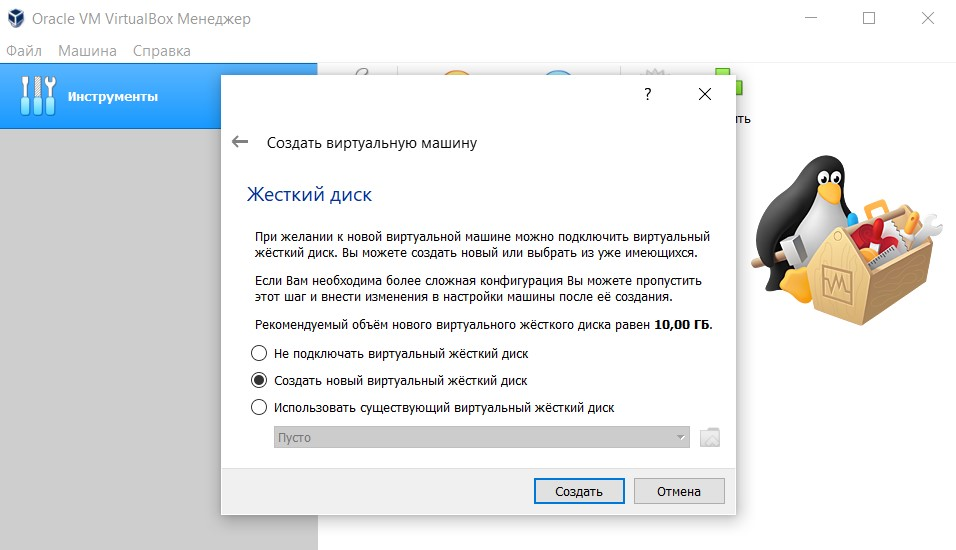 Oracle VM VirtualBox Менеджер
Файл Машина Справка
Инструменты
?
Создать виртуальную машину
Жесткий диск
При желании к новой виртуальной машине можно подключить виртуальный
жёсткий диск. Вы можете создать новый или выбрать из уже имеющихся.
Если Вам необходима более сложная конфигурация Вы можете пропустить
этот шаг и внести изменения в настройки машины после её создания.
Рекомендуемый объём нового виртуального жёсткого диска равен 10,00 ГБ.
Не подключать виртуальный жёсткий диск
Создать новый виртуальный жёсткий диск
Использовать существующий виртуальный жёсткий диск
Пусто
Создать Отмена